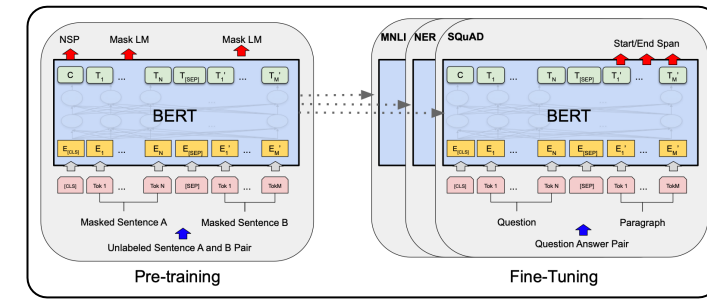 NSP Mask LM Mask LM
C T1 ... TN T[SEP] T1' ... TM'
BERT
E[CLS] E1 ... EN E[SEP] E1' ... EM'
[CLS] Tok 1 ... Tok N [SEP] Tok 1 ... TokM
Masked Sentence A Masked Sentence B
Unlabeled Sentence A and B Pair
Pre-training
MNLI NER SQuAD
Start/End Span
C T1 ... TN T[SEP] T1' ... TM'
BERT
E[CLS] E1 ... EN E[SEP] E1' ... EM'
[CLS] Tok 1 ... Tok N [SEP] Tok 1 ... TokM
Question Paragraph
Question Answer Pair
Fine-Tuning